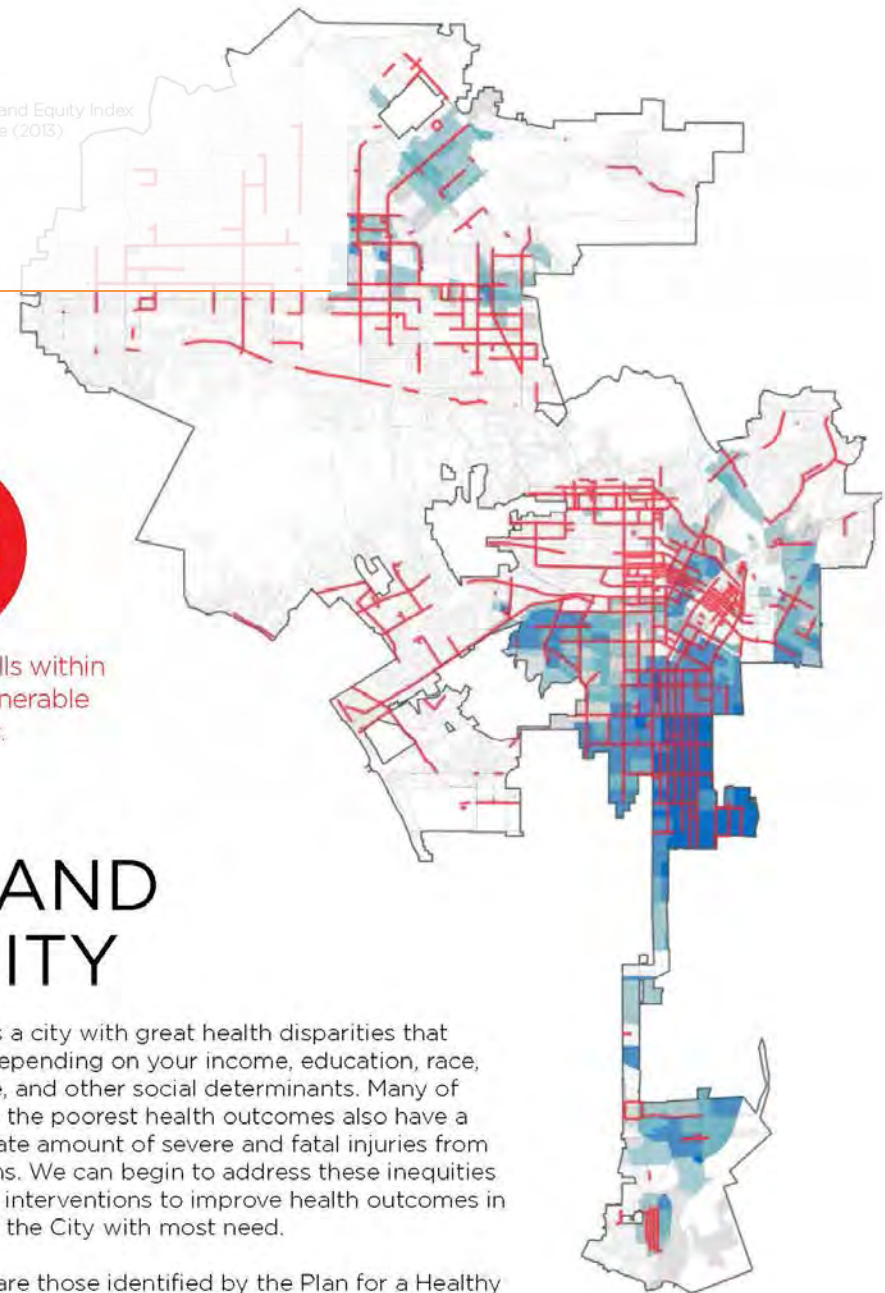 and Equity Index
e (2013)
lls within
nerable
AND
ITY
s a city with great health disparities that
epending on your income, education, race,
e, and other social determinants. Many of
the poorest health outcomes also have a
ate amount of severe and fatal injuries from
ns. We can begin to address these inequities
interventions to improve health outcomes in
the City with most need.
are those identified by the Plan for a Healthy